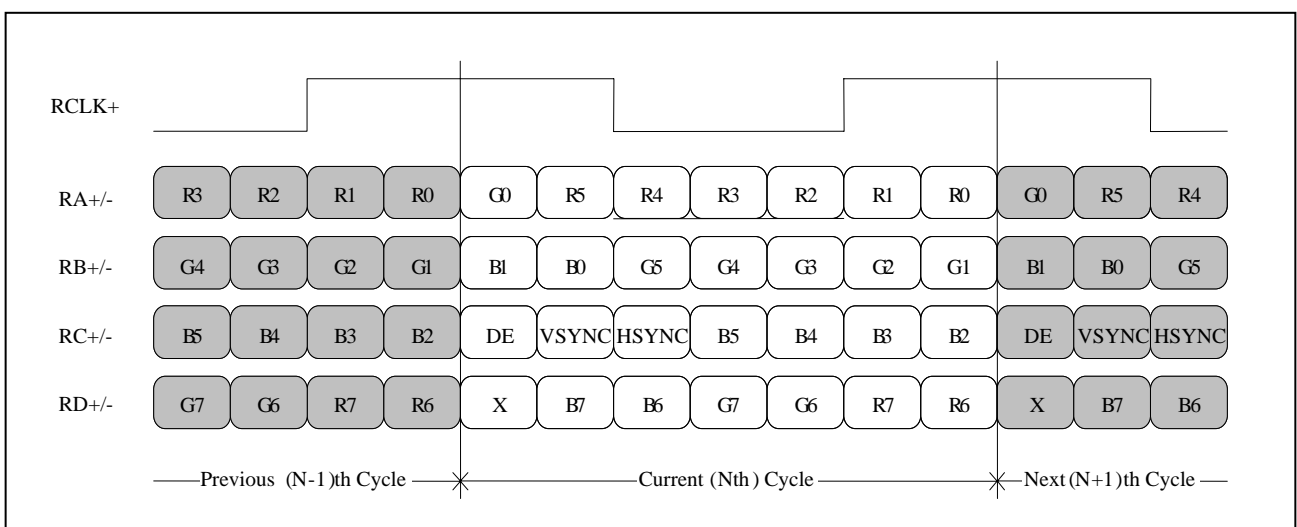 RCLK+
RA+/- R3 R2 R1 R0 G0 R5 R4 R3 R2 R1 R0 G0 R5 R4
RB+/- G4 G3 G2 G1 B1 B0 G5 G4 G3 G2 G1 B1 B0 G5
RC+/- B5 B4 B3 B2 DE VSYNC HSYNC B5 B4 B3 B2 DE VSYNC HSYNC
RD+/- G7 G6 R7 R6 X B7 B6 G7 G6 R7 R6 X B7 B6
Previous (N-1)th Cycle Current (Nth) Cycle Next (N+1)th Cycle